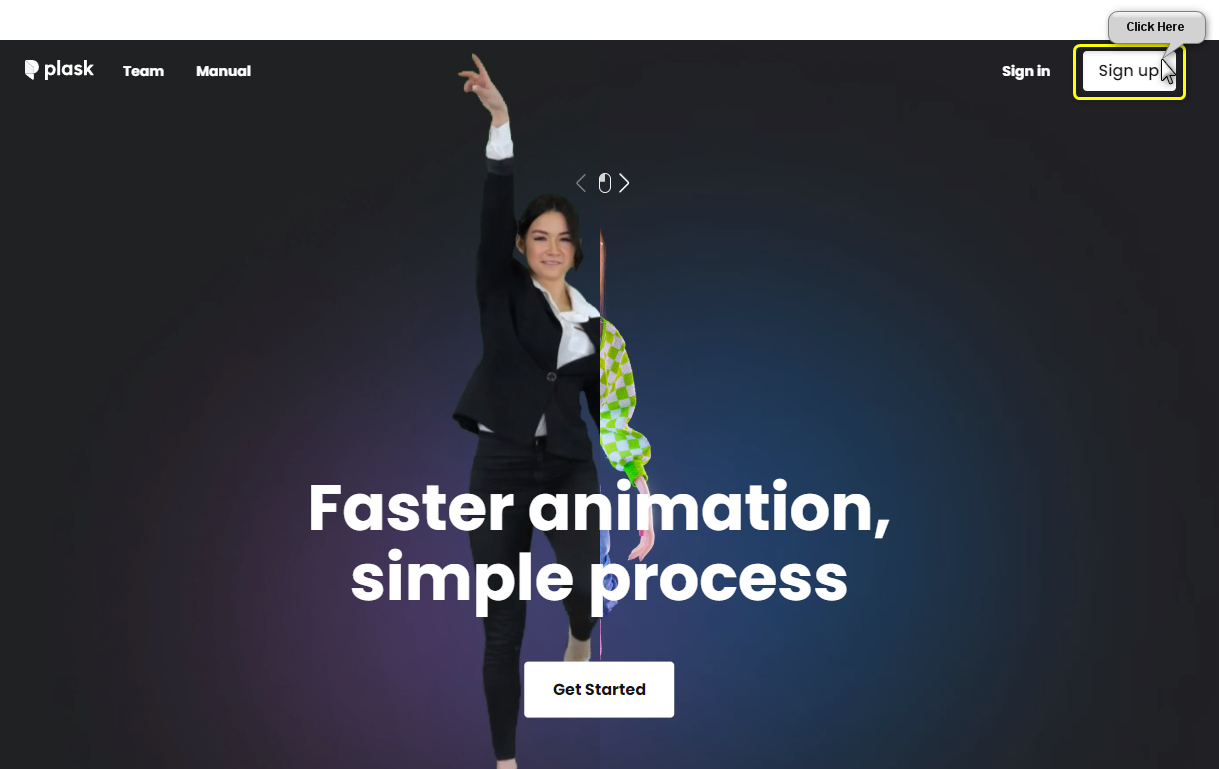 Click Here
plask
Team
Manual
Sign in
Sign up
Faster animation,
simple process
Get Started